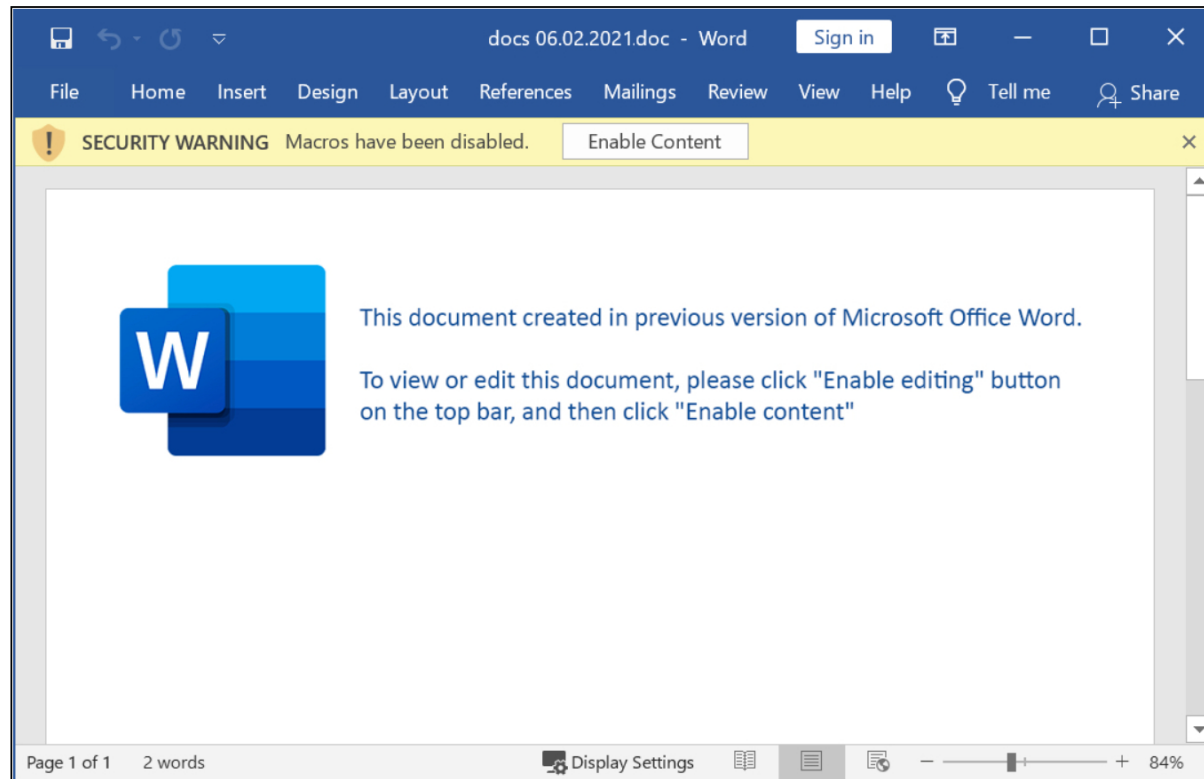 docs 06.02.2021.doc - Word Sign in
File Home Insert Design Layout References Mailings Review View Help Tell me Share
SECURITY WARNING Macros have been disabled. Enable Content
W
This document created in previous version of Microsoft Office Word.
To view or edit this document, please click "Enable editing" button
on the top bar, and then click "Enable content"
Page 1 of 1 2 words Display Settings 84%